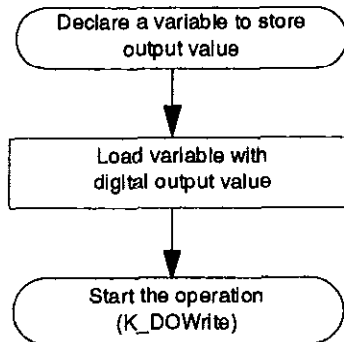 Declare a variable to store
output value
Load variable with
digital output value
Start the operation
(K_DOWrite)